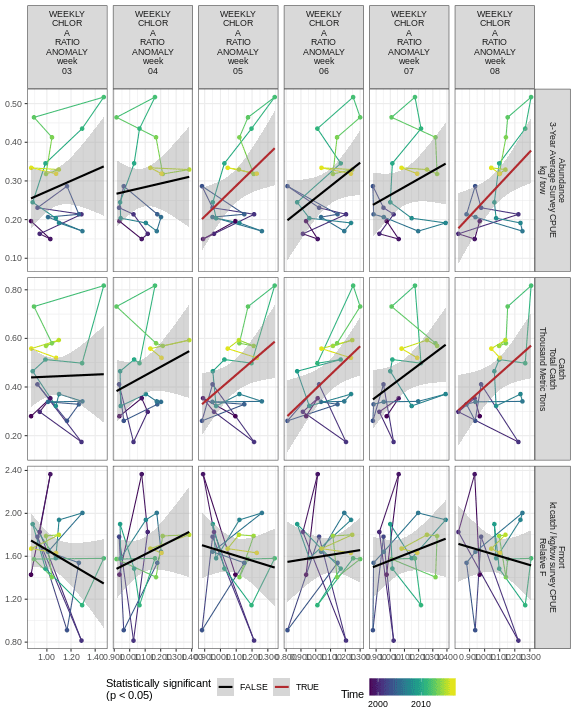 WEEKLY
CHLOR
A
RATIO
ANOMALY
week
03
WEEKLY
CHLOR
A
RATIO
ANOMALY
week
04
WEEKLY
CHLOR
A
RATIO
ANOMALY
week
05
WEEKLY
CHLOR
A
RATIO
ANOMALY
week
06
WEEKLY
CHLOR
A
RATIO
ANOMALY
week
07
WEEKLY
CHLOR
A
RATIO
ANOMALY
week
08
0.50
0.40
0.30
0.20
0.10
Abundance
3-Year Average Survey CPUE
kg / tow
0.80
0.60
0.40
0.20
Catch
Total Catch
Thousand Metric Tons
2.40
2.00
1.60
1.20
0.80
Fmort
kt catch / kg/tow survey CPUE
Relative F
1.00 1.20 1.40
Statistically significant
(p < 0.05)
FALSE
TRUE
Time
2000 2010